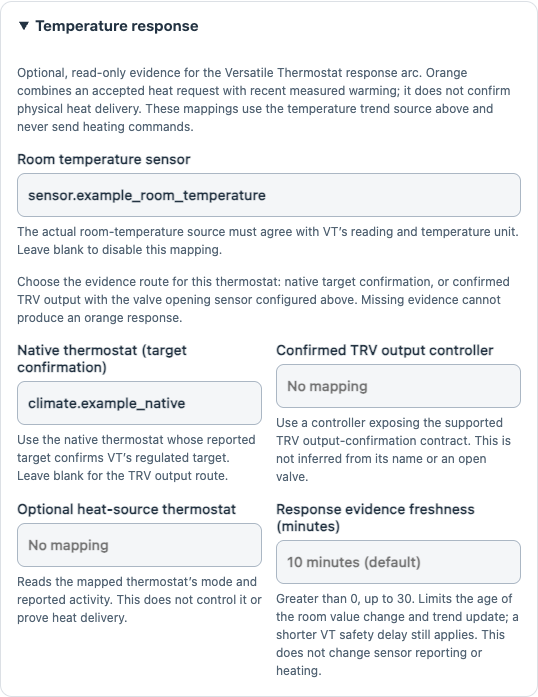 ▼ Temperature response
Optional, read-only evidence for the Versatile Thermostat response arc. Orange
combines an accepted heat request with recent measured warming; it does not confirm
physical heat delivery. These mappings use the temperature trend source above and
never send heating commands.
Room temperature sensor
sensor.example_room_temperature
The actual room-temperature source must agree with VT’s reading and temperature unit.
Leave blank to disable this mapping.
Choose the evidence route for this thermostat: native target confirmation, or confirmed
TRV output with the valve opening sensor configured above. Missing evidence cannot
produce an orange response.
Native thermostat (target
confirmation)
climate.example_native
Use the native thermostat whose reported
target confirms VT’s regulated target.
Leave blank for the TRV output route.
Confirmed TRV output controller
No mapping
Use a controller exposing the supported
TRV output-confirmation contract. This is
not inferred from its name or an open
valve.
Optional heat-source thermostat
No mapping
Reads the mapped thermostat’s mode and
reported activity. This does not control it or
prove heat delivery.
Response evidence freshness
(minutes)
10 minutes (default)
Greater than 0, up to 30. Limits the age of
the room value change and trend update; a
shorter VT safety delay still applies. This
does not change sensor reporting or
heating.